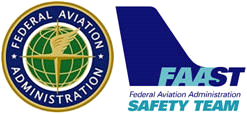 FEDERAL AVIATION
ADMINISTRATION
FAAST
Federal Aviation Administration
SAFETY TEAM